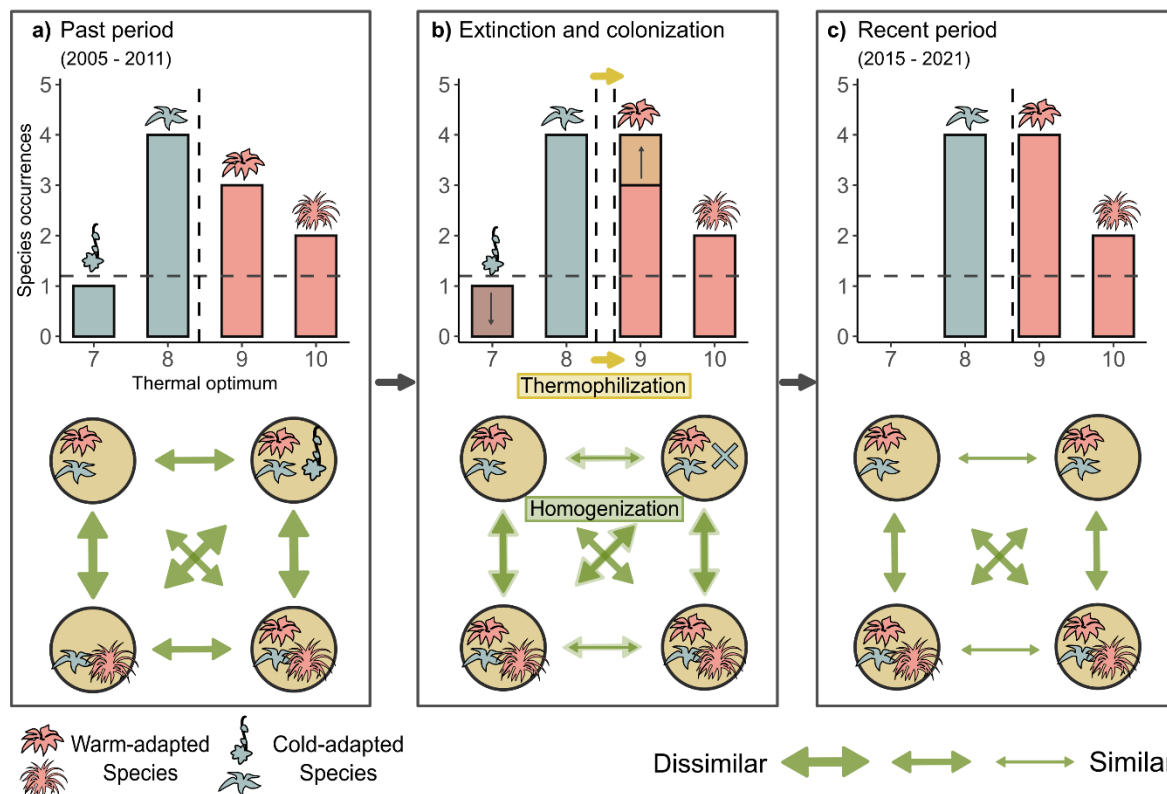 a) Past period
(2005 - 2011)
5
4
3
2
1
0
Species occurrences
7 8 9 10
Thermal optimum
b) Extinction and colonization
5
4
3
2
1
0
7 8 9 10
Thermophilization
Homogenization
c) Recent period
(2015 - 2021)
5
4
3
2
1
0
7 8 9 10
Warm-adapted
Species
Cold-adapted
Species
Dissimilar
Similar